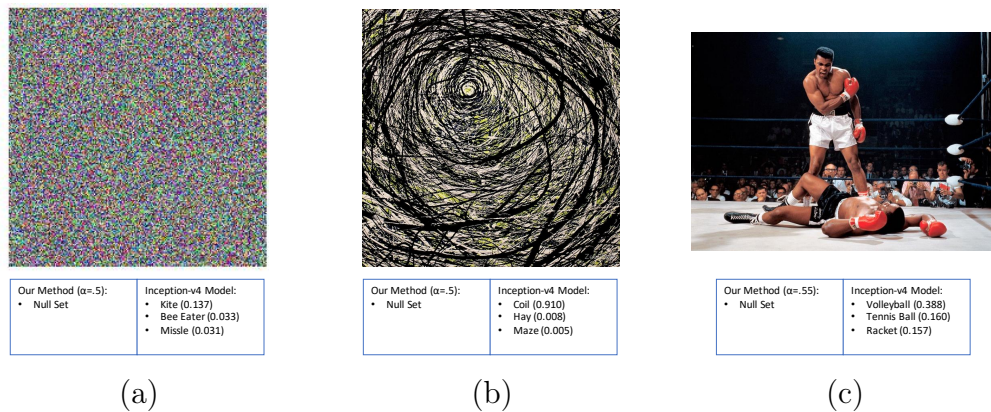 Our Method (α=.5):
• Null Set
Inception-v4 Model:
• Kite (0.137)
• Bee Eater (0.033)
• Missle (0.031)
(a)
Our Method (α=.5):
• Null Set
Inception-v4 Model:
• Coil (0.910)
• Hay (0.008)
• Maze (0.005)
(b)
Our Method (α=.55):
• Null Set
Inception-v4 Model:
• Volleyball (0.388)
• Tennis Ball (0.160)
• Racket (0.157)
(c)